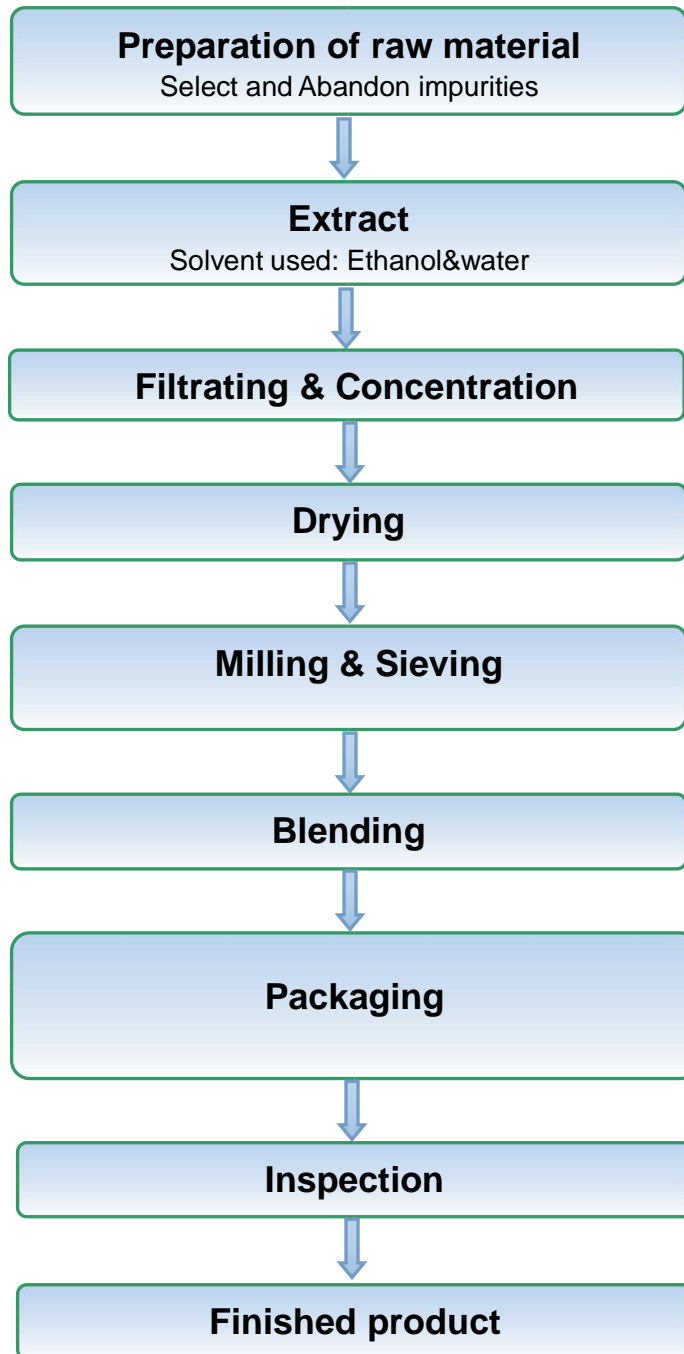 Preparation of raw material
Select and Abandon impurities
Extract
Solvent used: Ethanol&water
Filtrating & Concentration
Drying
Milling & Sieving
Blending
Packaging
Inspection
Finished product